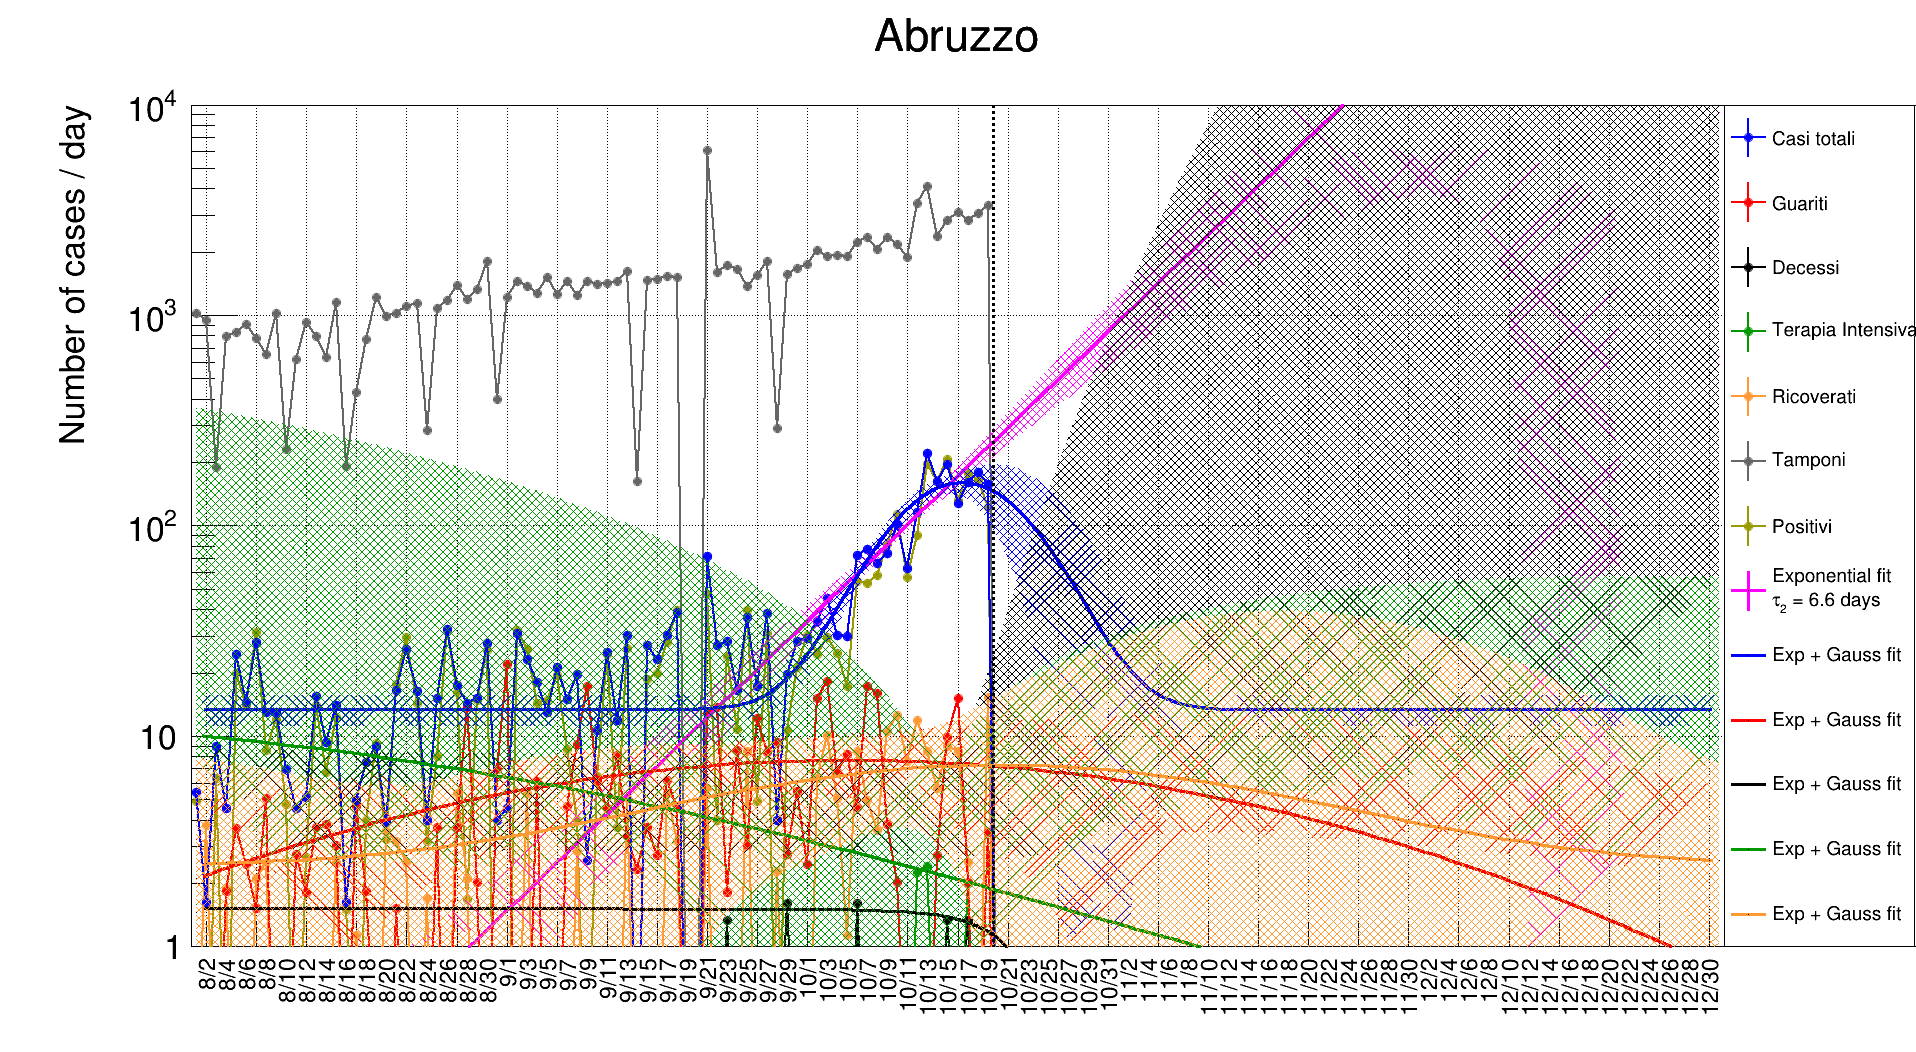 Abruzzo
Number of cases / day
10⁴
10³
10²
10
1
8/2 8/4 8/6 8/8 8/10 8/12 8/14 8/16 8/18 8/20 8/22 8/24 8/26 8/28 8/30 9/1 9/3 9/5 9/7 9/9 9/11 9/13 9/15 9/17 9/19 9/21 9/23 9/25 9/27 9/29 10/1 10/3 10/5 10/7 10/9 10/11 10/13 10/15 10/17 10/19 10/21 10/23 10/25 10/27 10/29 10/31 11/2 11/4 11/6 11/8 11/10 11/12 11/14 11/16 11/18 11/20 11/22 11/24 11/26 11/28 11/30 12/2 12/4 12/6 12/8 12/10 12/12 12/14 12/16 12/18 12/20 12/22 12/24 12/26 12/28 12/30
Casi totali
Guariti
Decessi
Terapia Intensiva
Ricoverati
Tamponi
Positivi
Exponential fit
τ₂ = 6.6 days
Exp + Gauss fit
Exp + Gauss fit
Exp + Gauss fit
Exp + Gauss fit
Exp + Gauss fit